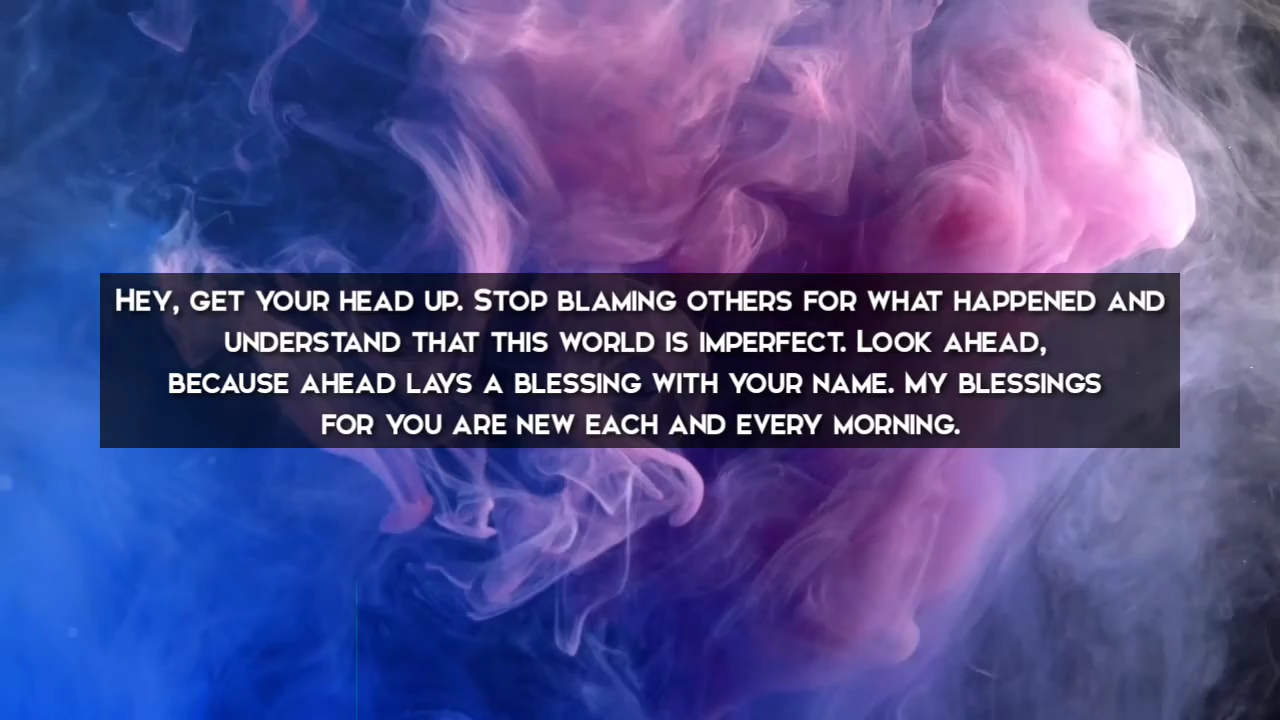 Hey, get your head up. Stop blaming others for what happened and
understand that this world is imperfect. Look ahead,
because ahead lays a blessing with your name. My blessings
for you are new each and every morning.